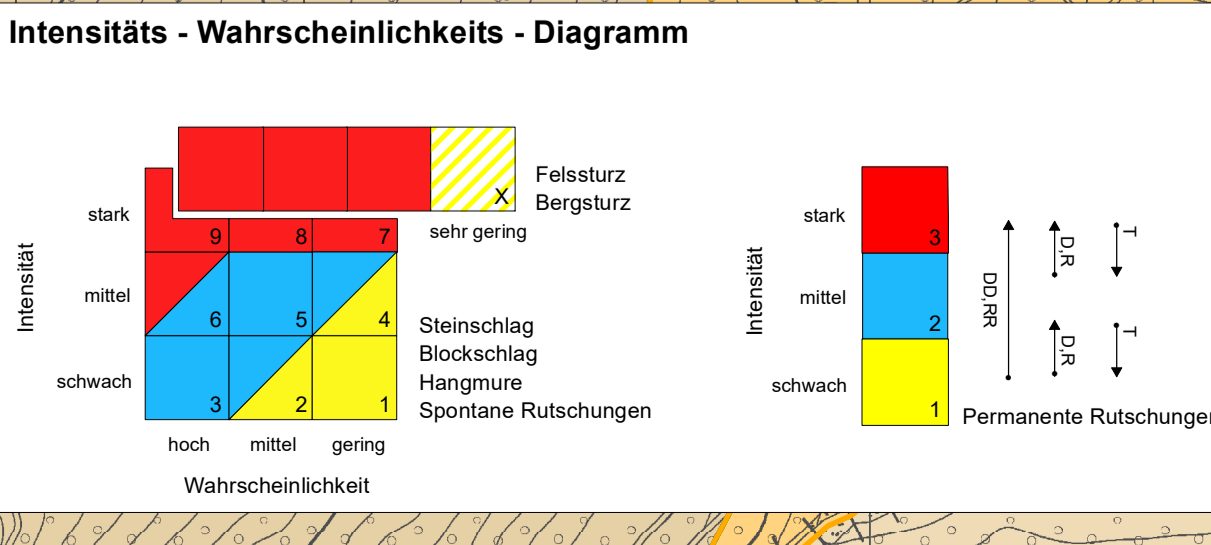 Intensitäts - Wahrscheinlichkeits - Diagramm
X
Felssturz
Bergsturz
sehr gering
Intensität
stark
mittel
schwach
9 8 7
6 5 4
3 2 1
Steinschlag
Blockschlag
Hangmure
Spontane Rutschungen
hoch mittel gering
Wahrscheinlichkeit
Intensität
stark
mittel
schwach
3
2
1
DD,RR
D,R
D,R
T
T
Permanente Rutschungen